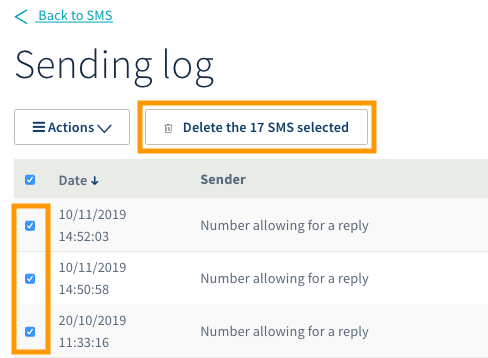 Back to SMS
Sending log
Actions
Delete the 17 SMS selected
Date Sender
10/11/2019
14:52:03
Number allowing for a reply
10/11/2019
14:50:58
Number allowing for a reply
20/10/2019
11:33:16
Number allowing for a reply